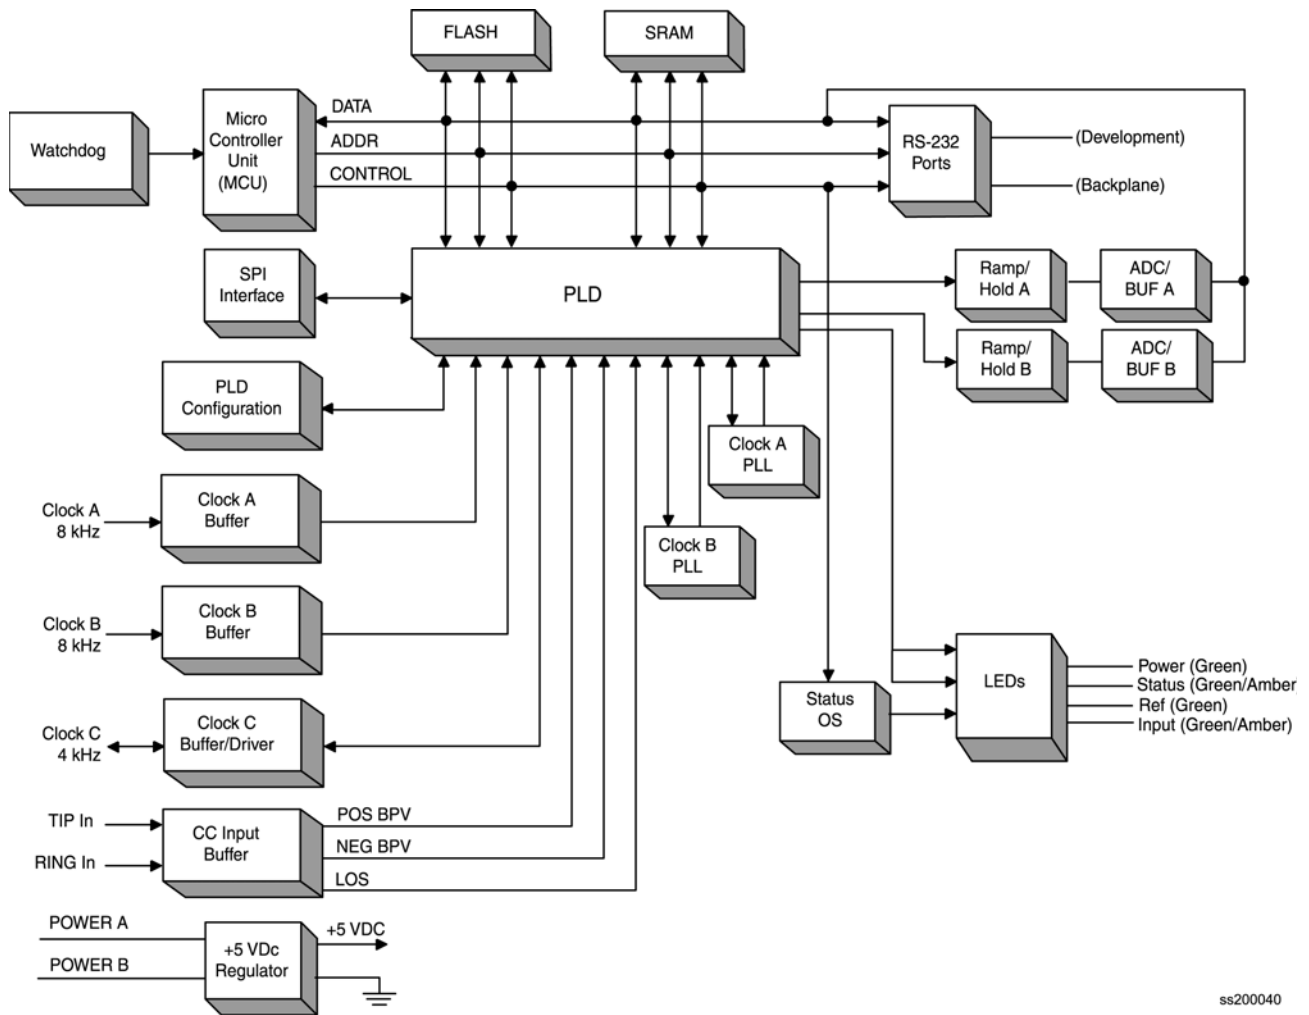 FLASH
SRAM
Watchdog
Micro
Controller
Unit
(MCU)
DATA
ADDR
CONTROL
RS-232
Ports
(Development)
(Backplane)
SPI
Interface
PLD
Ramp/
Hold A
ADC/
BUF A
Ramp/
Hold B
ADC/
BUF B
PLD
Configuration
Clock A
PLL
Clock A
8 kHz
Clock A
Buffer
Clock B
PLL
Clock B
8 kHz
Clock B
Buffer
Status
OS
LEDs
Power (Green)
Status (Green/Amber)
Ref (Green)
Input (Green/Amber)
Clock C
4 kHz
Clock C
Buffer/Driver
TIP In
RING In
CC Input
Buffer
POS BPV
NEG BPV
LOS
POWER A
POWER B
+5 VDc
Regulator
+5 VDC
ss200040